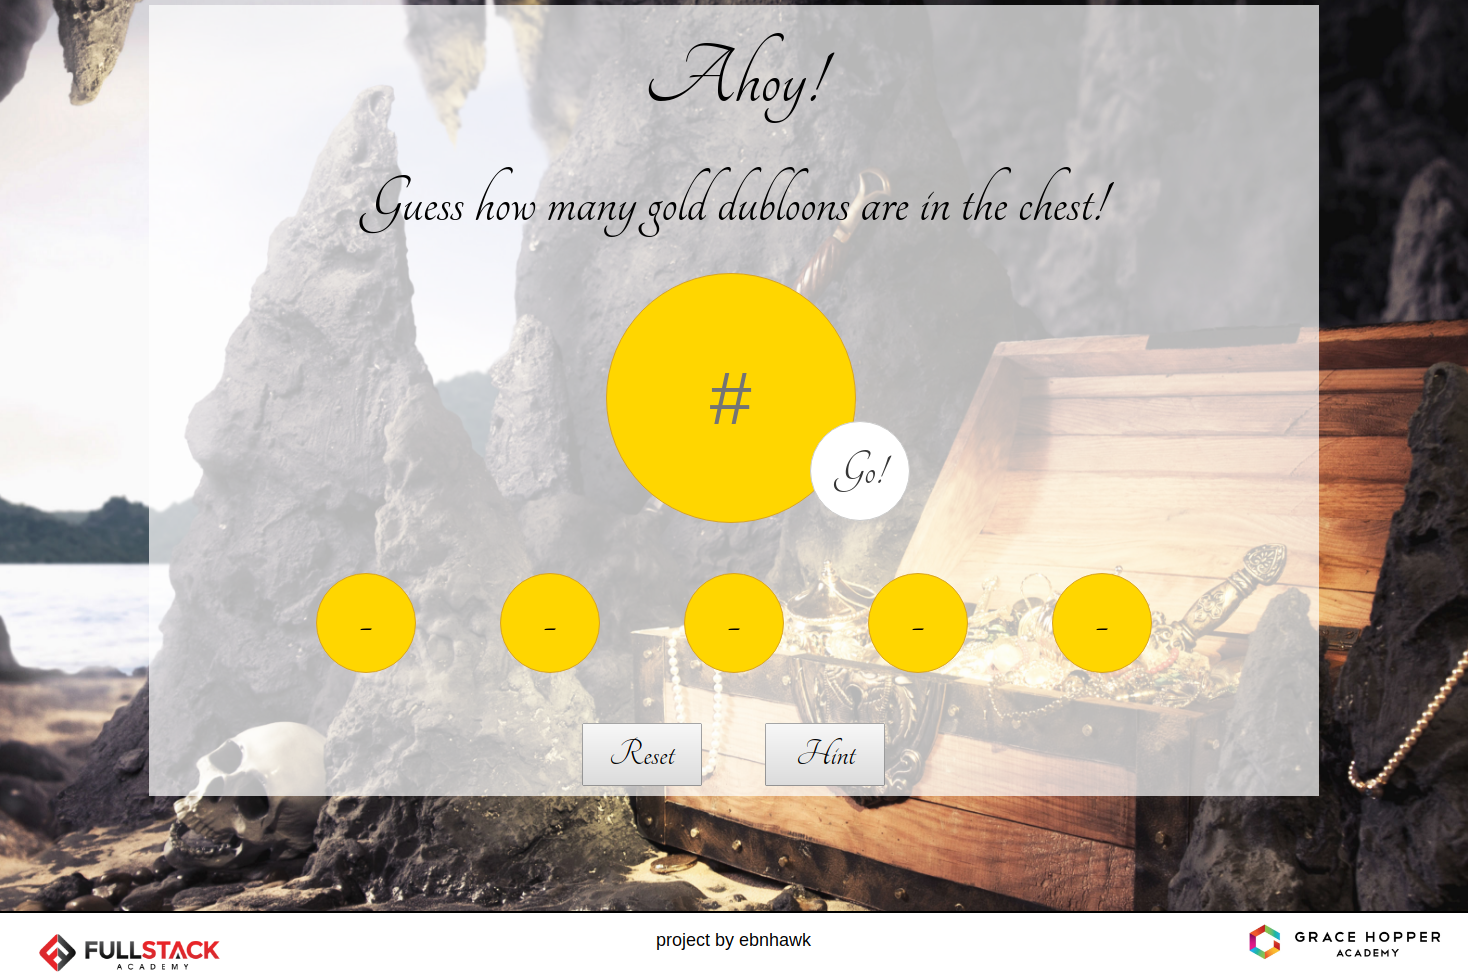 Ahoy!
Guess how many gold dubloons are in the chest!
#
Go!
- - - - -
Reset Hint
FULLSTACK
ACADEMY
project by ebnhawk
GRACE HOPPER
ACADEMY